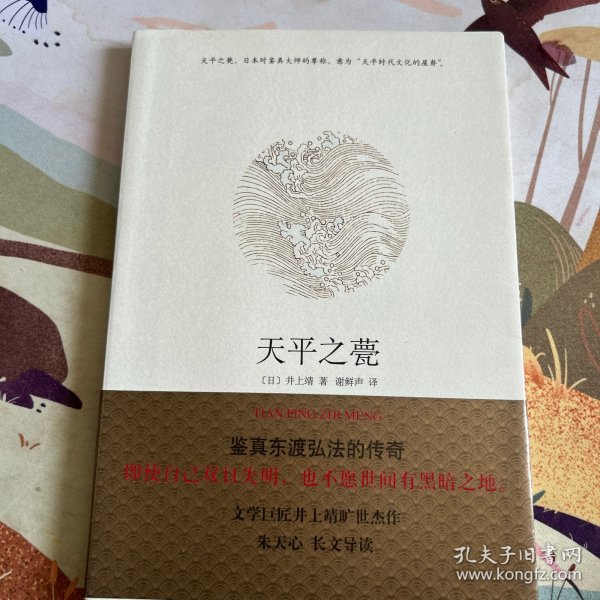 天平之甍，日本对鉴真大师的尊称，意为“天平时代文化的屋脊”。
天平之甍
〔日〕井上靖 著 谢鲜声 译
TIAN PING ZHI MENG
鉴真东渡弘法的传奇
即使自己双目失明，也不愿世间有黑暗之地。
文学巨匠井上靖旷世杰作
朱天心 长文导读
孔夫子旧书网
www.kongfz.com